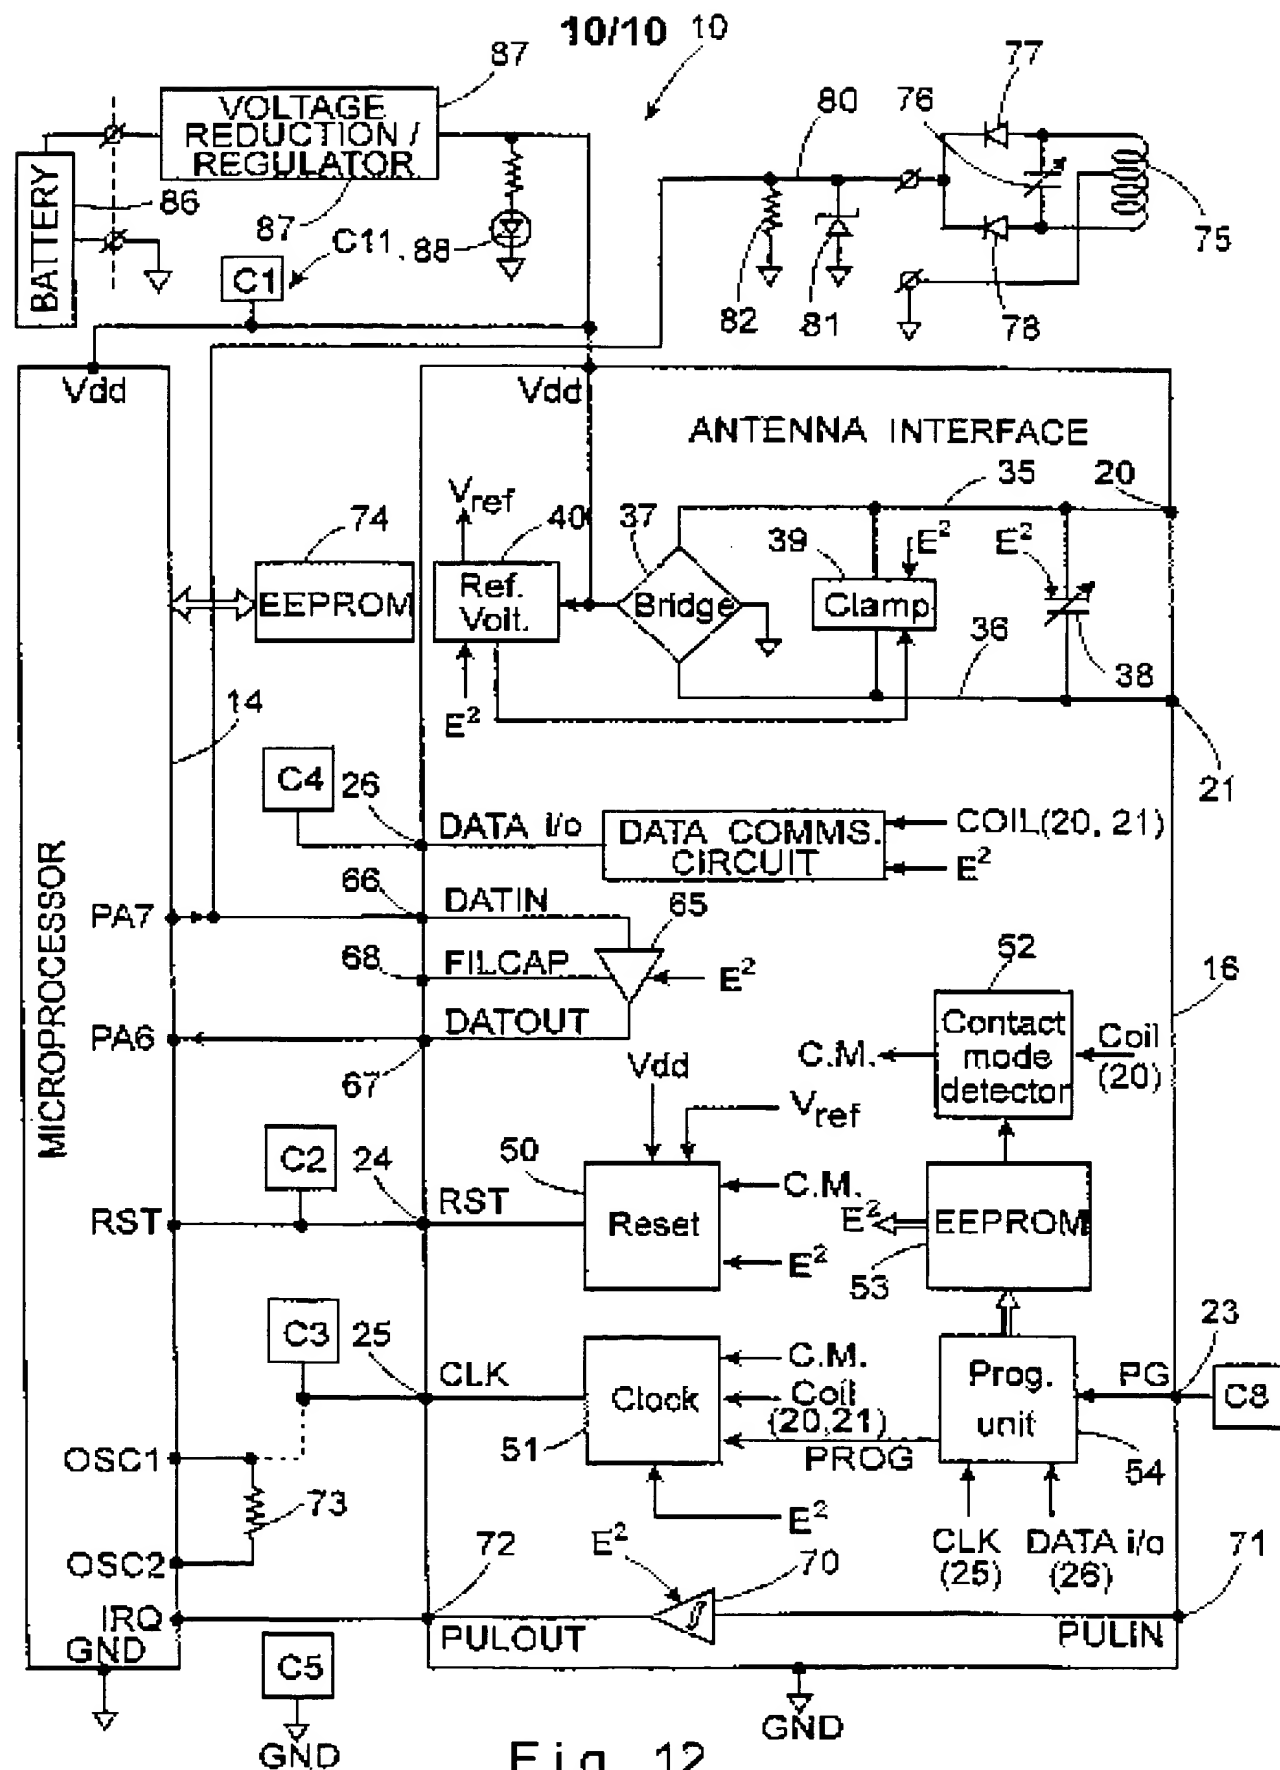 10/10
10
87
77
VOLTAGE
REDUCTION /
REGULATOR
80
76
BATTERY
86
87
C11, 88
C1
75
82
81
78
Vdd
Vdd
ANTENNA INTERFACE
Vref
35
20
74
40
37
39
E2
E2
EEPROM
Ref.
Volt.
Bridge
Clamp
36
38
14
E2
21
C4
26
DATA i/o
DATA COMMS.
CIRCUIT
COIL(20, 21)
E2
MICROPROCESSOR
66
PA7
DATIN
65
68
FILCAP
E2
52
16
PA6
DATOUT
67
Contact
mode
detector
C.M.
Coil
(20)
Vdd
Vref
C2
24
50
RST
RST
Reset
C.M.
E2
E2
EEPROM
53
C3
25
CLK
Clock
51
C.M.
Coil
(20,21)
PROG
E2
Prog.
unit
PG
23
C8
54
OSC1
73
OSC2
72
E2
70
CLK
(25)
DATA i/o
(26)
71
IRQ
GND
PULOUT
PULIN
C5
GND
GND
Fig. 12